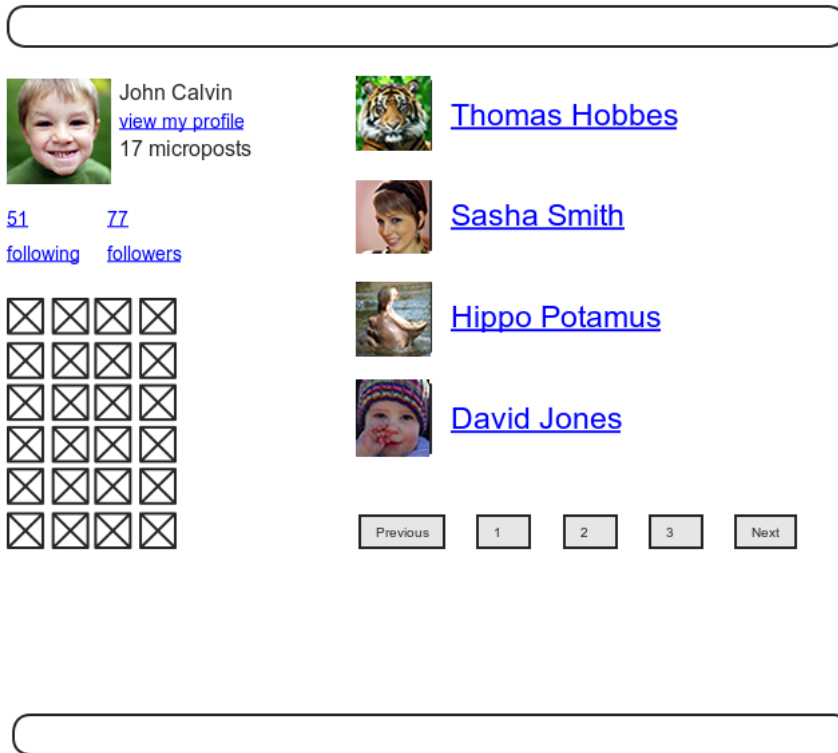 John Calvin
view my profile
17 microposts
51
77
following
followers
Thomas Hobbes
Sasha Smith
Hippo Potamus
David Jones
Previous
1
2
3
Next